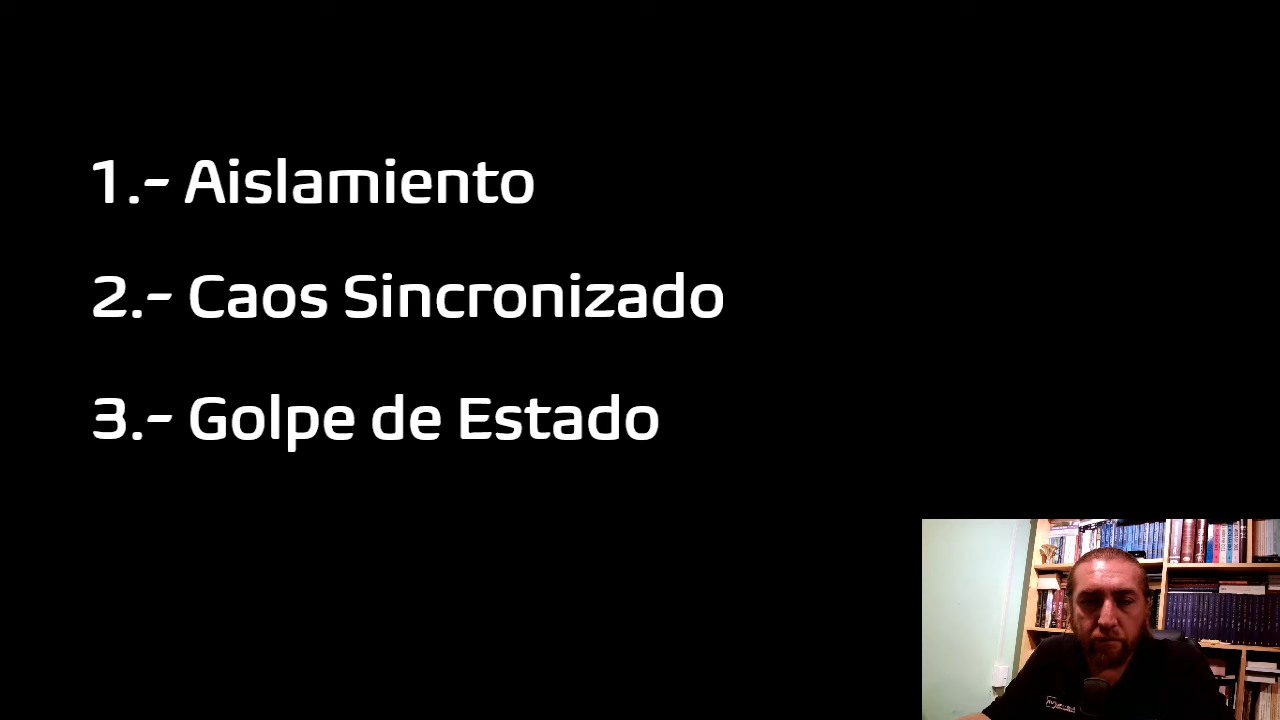 1.- Aislamiento
2.- Caos Sincronizado
3.- Golpe de Estado